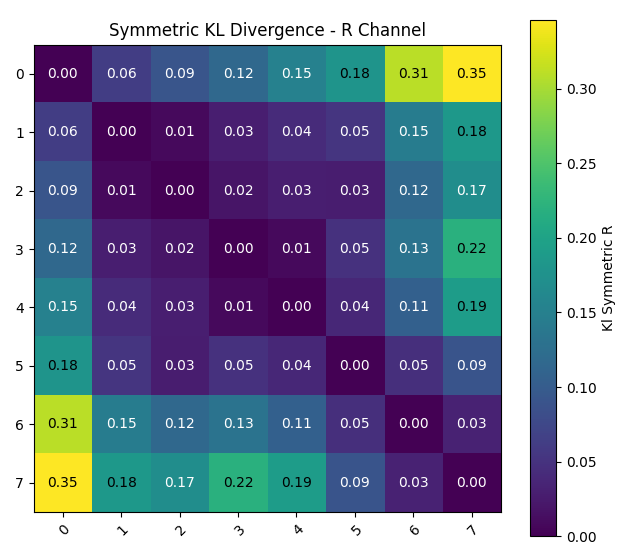 Symmetric KL Divergence - R Channel
0 0.00 0.06 0.09 0.12 0.15 0.18 0.31 0.35
1 0.06 0.00 0.01 0.03 0.04 0.05 0.15 0.18
2 0.09 0.01 0.00 0.02 0.03 0.03 0.12 0.17
3 0.12 0.03 0.02 0.00 0.01 0.05 0.13 0.22
4 0.15 0.04 0.03 0.01 0.00 0.04 0.11 0.19
5 0.18 0.05 0.03 0.05 0.04 0.00 0.05 0.09
6 0.31 0.15 0.12 0.13 0.11 0.05 0.00 0.03
7 0.35 0.18 0.17 0.22 0.19 0.09 0.03 0.00
0 1 2 3 4 5 6 7
0.30
0.25
0.20
0.15
0.10
0.05
0.00
Kl Symmetric R